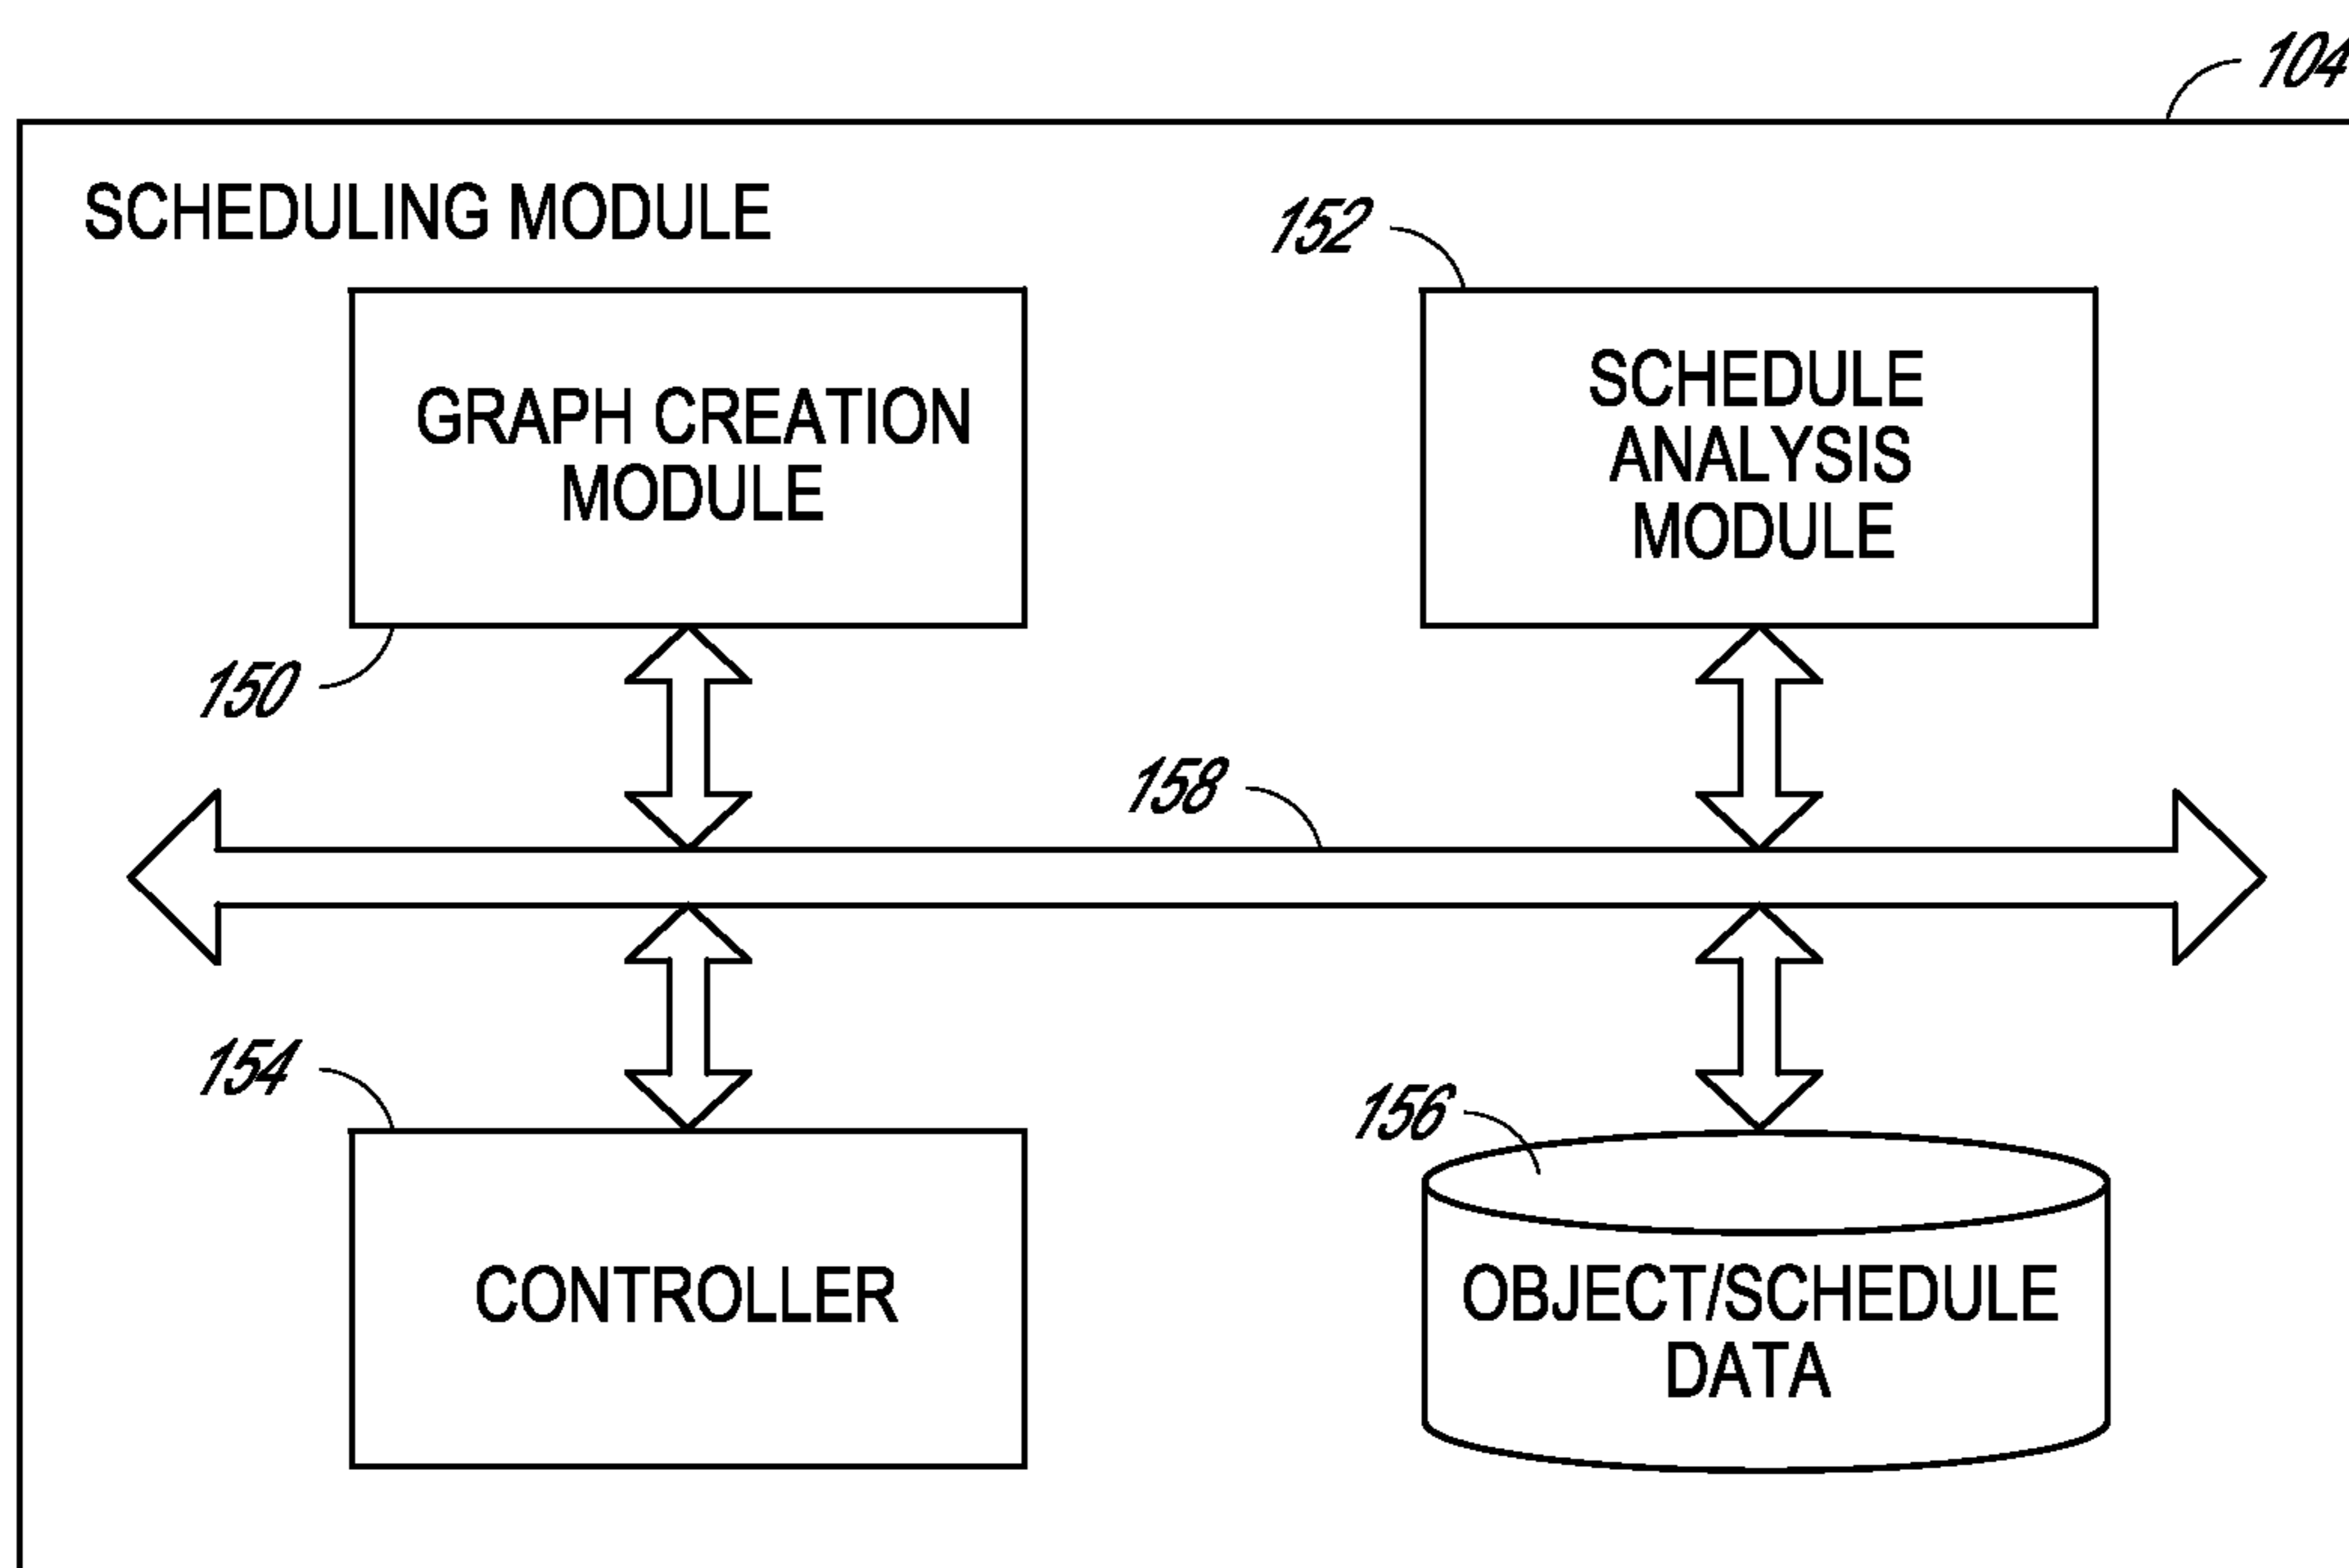 104
SCHEDULING MODULE
152
GRAPH CREATION
MODULE
SCHEDULE
ANALYSIS
MODULE
150
158
154
156
CONTROLLER
OBJECT/SCHEDULE
DATA